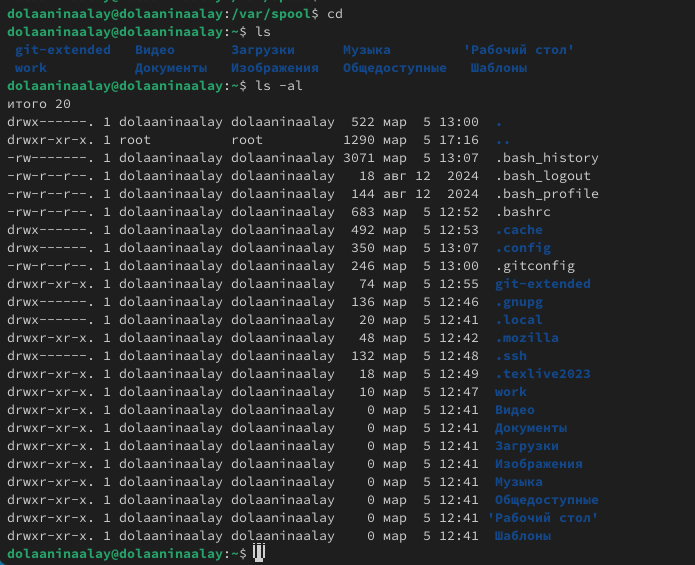 dolaaninaalay@dolaaninaalay:/var/spool$ cd
dolaaninaalay@dolaaninaalay:~$ ls
git-extended Видео Загрузки Музыка 'Рабочий стол'
work Документы Изображения Общедоступные Шаблоны
dolaaninaalay@dolaaninaalay:~$ ls -al
итого 20
drwx------. 1 dolaaninaalay dolaaninaalay 522 мар 5 13:00 .
drwxr-xr-x. 1 root root 1290 мар 5 17:16 ..
-rw-------. 1 dolaaninaalay dolaaninaalay 3071 мар 5 13:07 .bash_history
-rw-r--r--. 1 dolaaninaalay dolaaninaalay 18 авг 12 2024 .bash_logout
-rw-r--r--. 1 dolaaninaalay dolaaninaalay 144 авг 12 2024 .bash_profile
-rw-r--r--. 1 dolaaninaalay dolaaninaalay 683 мар 5 12:52 .bashrc
drwx------. 1 dolaaninaalay dolaaninaalay 492 мар 5 12:53 .cache
drwx------. 1 dolaaninaalay dolaaninaalay 350 мар 5 13:07 .config
-rw-r--r--. 1 dolaaninaalay dolaaninaalay 246 мар 5 13:00 .gitconfig
drwxr-xr-x. 1 dolaaninaalay dolaaninaalay 74 мар 5 12:55 git-extended
drwx------. 1 dolaaninaalay dolaaninaalay 136 мар 5 12:46 .gnupg
drwx------. 1 dolaaninaalay dolaaninaalay 20 мар 5 12:41 .local
drwxr-xr-x. 1 dolaaninaalay dolaaninaalay 48 мар 5 12:42 .mozilla
drwx------. 1 dolaaninaalay dolaaninaalay 132 мар 5 12:48 .ssh
drwxr-xr-x. 1 dolaaninaalay dolaaninaalay 18 мар 5 12:49 .texlive2023
drwxr-xr-x. 1 dolaaninaalay dolaaninaalay 10 мар 5 12:47 work
drwxr-xr-x. 1 dolaaninaalay dolaaninaalay 0 мар 5 12:41 Видео
drwxr-xr-x. 1 dolaaninaalay dolaaninaalay 0 мар 5 12:41 Документы
drwxr-xr-x. 1 dolaaninaalay dolaaninaalay 0 мар 5 12:41 Загрузки
drwxr-xr-x. 1 dolaaninaalay dolaaninaalay 0 мар 5 12:41 Изображения
drwxr-xr-x. 1 dolaaninaalay dolaaninaalay 0 мар 5 12:41 Музыка
drwxr-xr-x. 1 dolaaninaalay dolaaninaalay 0 мар 5 12:41 Общедоступные
drwxr-xr-x. 1 dolaaninaalay dolaaninaalay 0 мар 5 12:41 'Рабочий стол'
drwxr-xr-x. 1 dolaaninaalay dolaaninaalay 0 мар 5 12:41 Шаблоны
dolaaninaalay@dolaaninaalay:~$